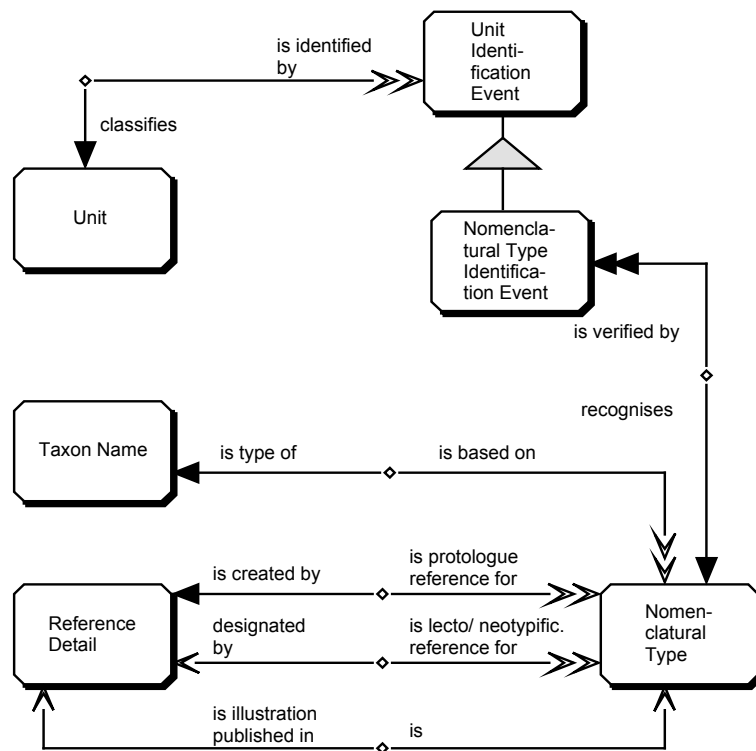 Unit
Identi-
fication
Event
is identified
by
classifies
Unit
Nomencla-
tural Type
Identifica-
tion Event
is verified by
recognises
Taxon Name
is type of
is based on
is created by
is protologue
reference for
Reference
Detail
designated
by
is lecto/ neotypific.
reference for
Nomen-
clatural
Type
is illustration
published in
is